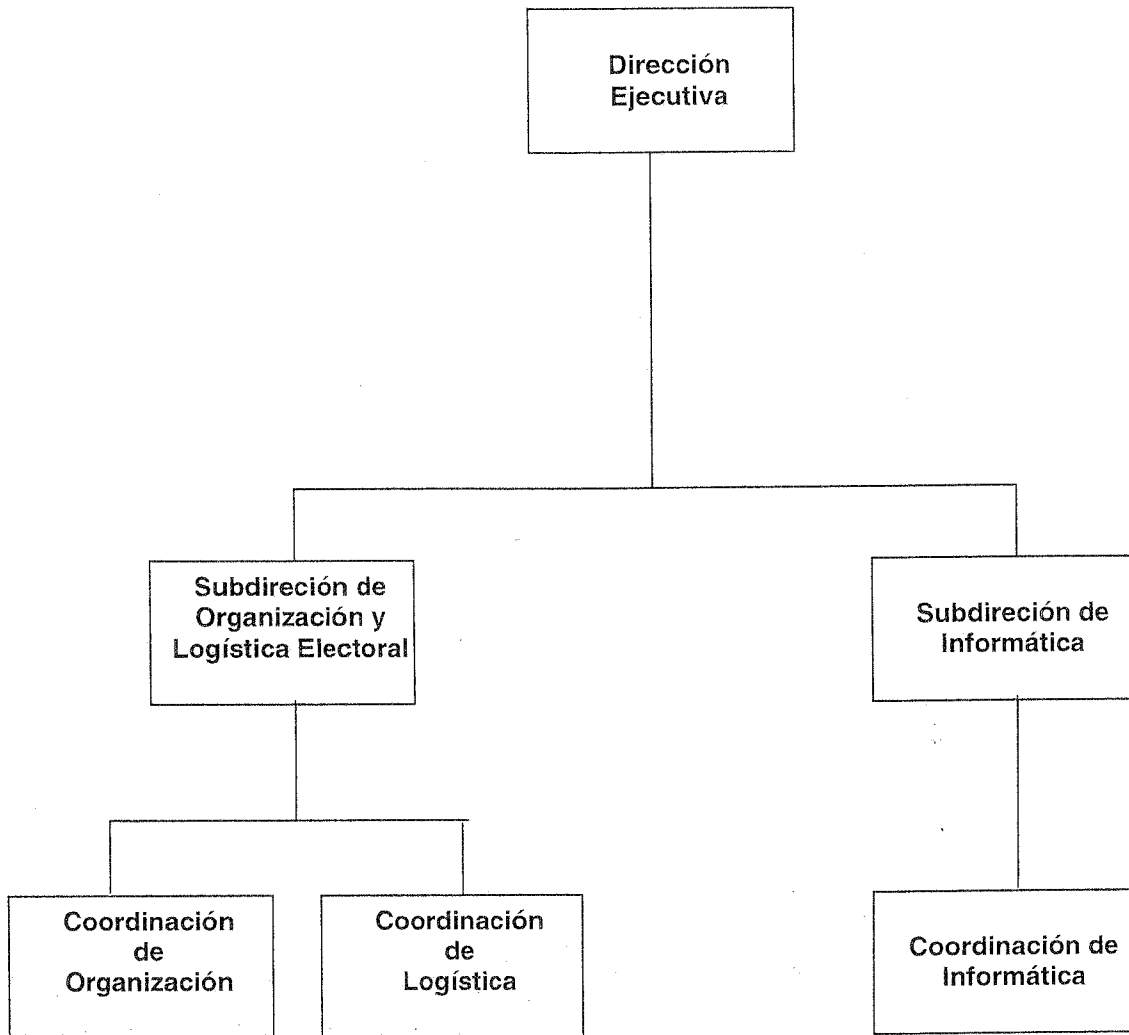 Dirección
Ejecutiva
Subdireción de
Organización y
Logística Electoral
Subdireción de
Informática
Coordinación
de
Organización
Coordinación
de
Logística
Coordinación de
Informática